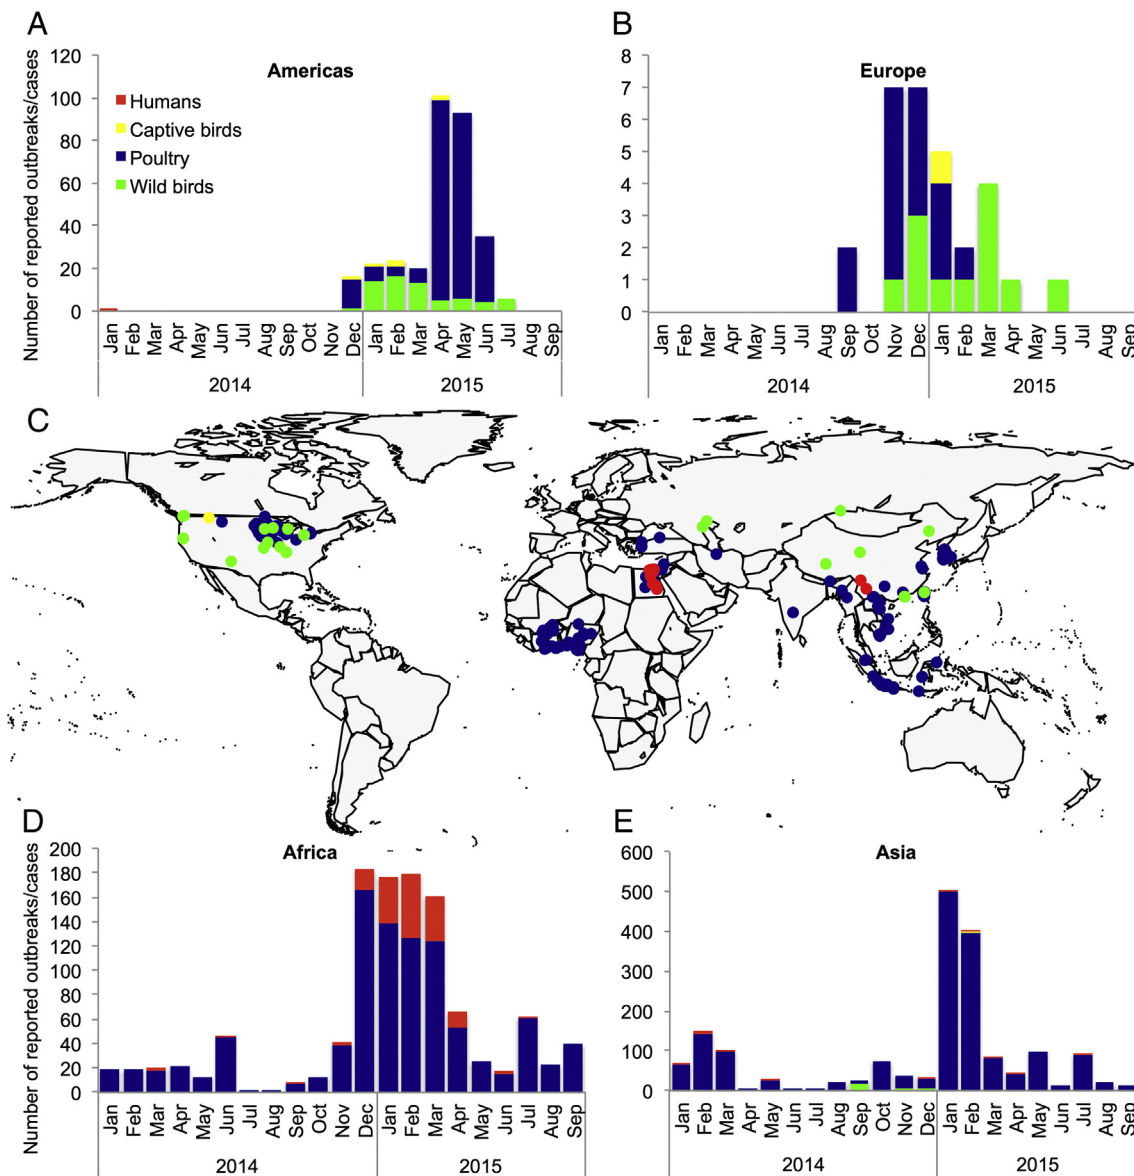 A
Americas
Number of reported outbreaks/cases
120
100
80
60
40
20
0
Humans
Captive birds
Poultry
Wild birds
Jan Feb Mar Apr May Jun Jul Aug Sep Oct Nov Dec Jan Feb Mar Apr May Jun Jul Aug Sep
2014 2015
B
Europe
8
7
6
5
4
3
2
1
0
Jan Feb Mar Apr May Jun Jul Aug Sep Oct Nov Dec Jan Feb Mar Apr May Jun Jul Aug Sep
2014 2015
C
D
Africa
Number of reported outbreaks/cases
200
180
160
140
120
100
80
60
40
20
0
Jan Feb Mar Apr May Jun Jul Aug Sep Oct Nov Dec Jan Feb Mar Apr May Jun Jul Aug Sep
2014 2015
E
Asia
600
500
400
300
200
100
0
Jan Feb Mar Apr May Jun Jul Aug Sep Oct Nov Dec Jan Feb Mar Apr May Jun Jul Aug Sep
2014 2015